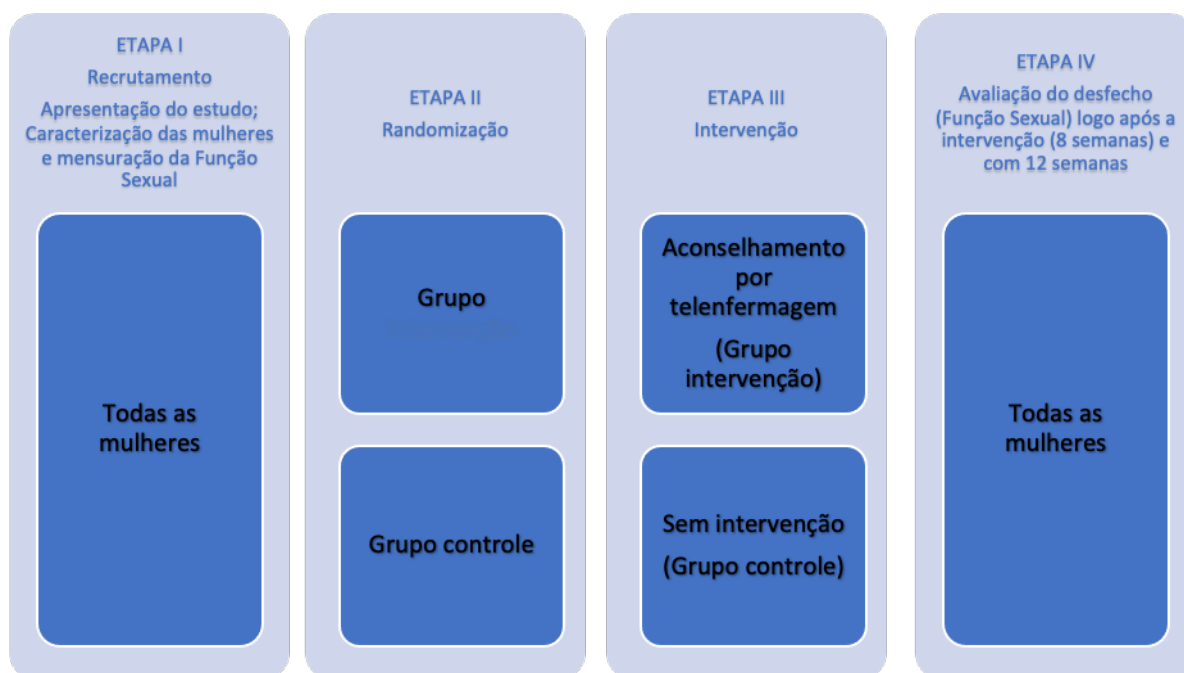 ETAPA I
Recrutamento
Apresentação do estudo;
Caracterização das mulheres
e mensuração da Função
Sexual
Todas as
mulheres
ETAPA II
Randomização
Grupo
Grupo controle
ETAPA III
Intervenção
Aconselhamento
por
telenfermagem
(Grupo
intervenção)
Sem intervenção
(Grupo controle)
ETAPA IV
Avaliação do desfecho
(Função Sexual) logo após a
intervenção (8 semanas) e
com 12 semanas
Todas as
mulheres